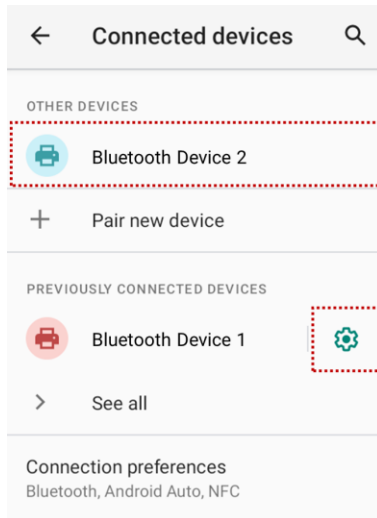 Connected devices
OTHER DEVICES
Bluetooth Device 2
Pair new device
PREVIOUSLY CONNECTED DEVICES
Bluetooth Device 1
See all
Connection preferences
Bluetooth, Android Auto, NFC